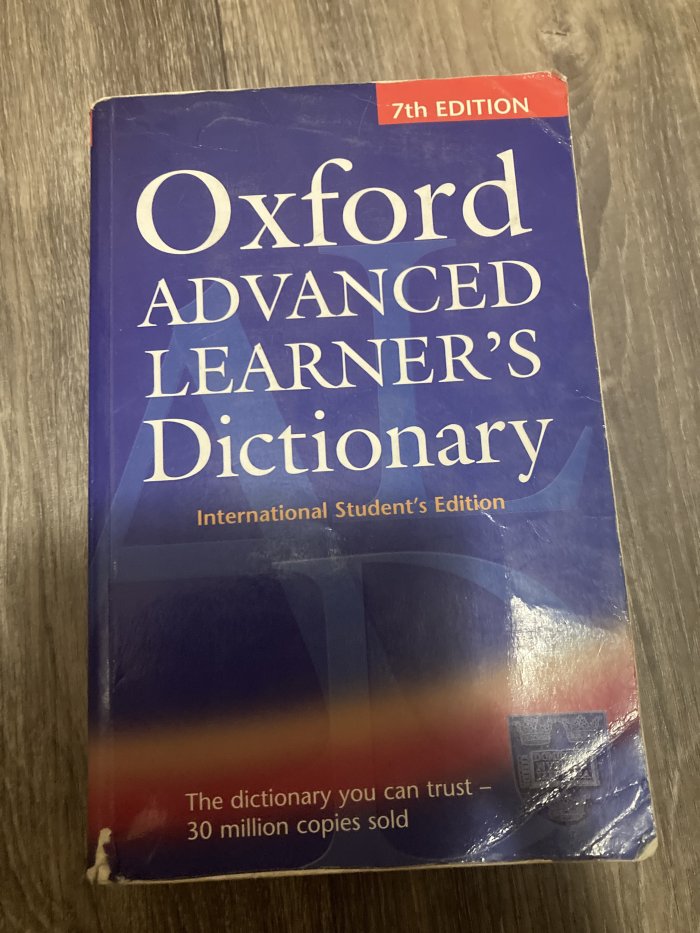 7th EDITION
Oxford
ADVANCED
LEARNER'S
Dictionary
International Student's Edition
The dictionary you can trust –
30 million copies sold